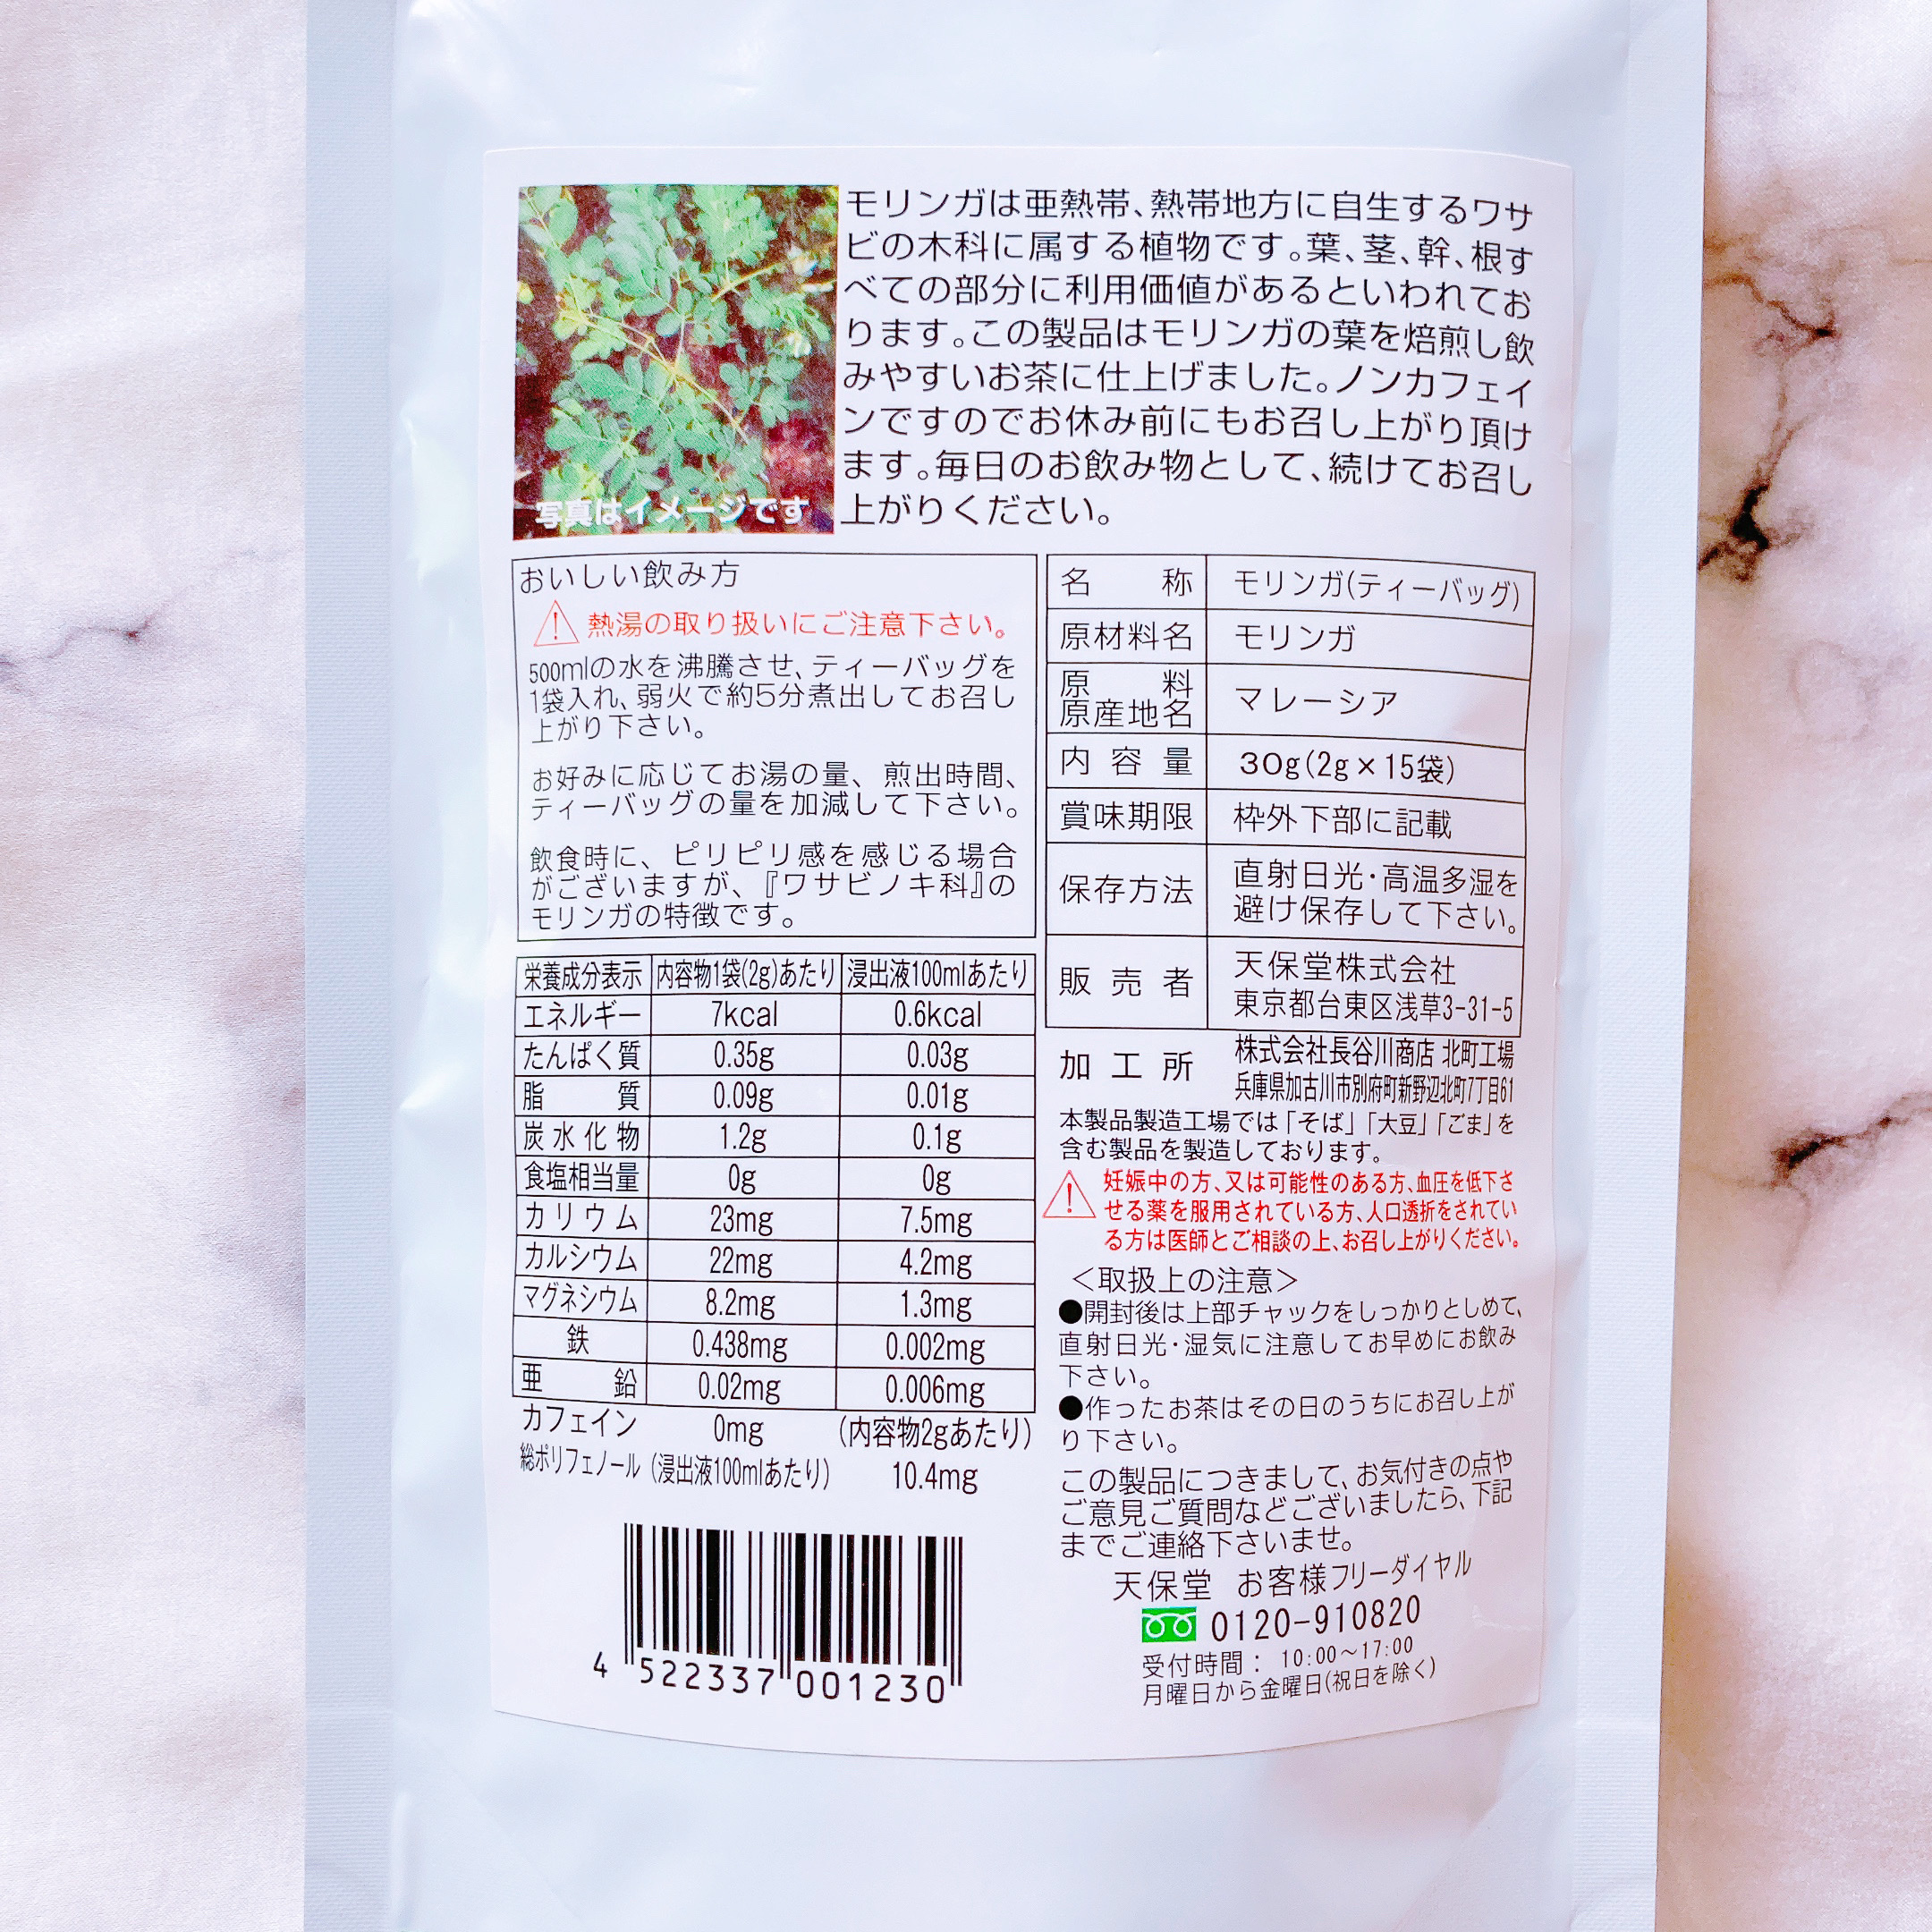 モリンガは亜熱帯、熱帯地方に自生するワサ
ビの木科に属する植物です。葉、茎、幹、根す
べての部分に利用価値があるといわれてお
ります。この製品はモリンガの葉を焙煎し飲
みやすいお茶に仕上げました。ノンカフェイ
ンですのでお休み前にもお召し上がり頂け
ます。毎日のお飲み物として、続けてお召し
上がりください。
写真はイメージです
おいしい飲み方
熱湯の取り扱いにご注意下さい。
500mlの水を沸騰させ、ティーバッグを
1袋入れ、弱火で約5分煮出してお召し
上がり下さい。
お好みに応じてお湯の量、煎出時間、
ティーバッグの量を加減して下さい。
飲食時に、ピリピリ感を感じる場合
がございますが、『ワサビノキ科』の
モリンガの特徴です。
栄養成分表示 内容物1袋(2g)あたり 浸出液100mlあたり
エネルギー 7kcal 0.6kcal
たんぱく質 0.35g 0.03g
脂質 0.09g 0.01g
炭水化物 1.2g 0.1g
食塩相当量 0g 0g
カリウム 23mg 7.5mg
カルシウム 22mg 4.2mg
マグネシウム 8.2mg 1.3mg
鉄 0.438mg 0.002mg
亜鉛 0.02mg 0.006mg
カフェイン 0mg (内容物2gあたり)
総ポリフェノール (浸出液100mlあたり) 10.4mg
4 522337 001230
名称 モリンガ(ティーバッグ)
原材料名 モリンガ
原料
原産地名 マレーシア
内容量 30g(2g×15袋)
賞味期限 枠外下部に記載
保存方法 直射日光・高温多湿を
避け保存して下さい。
販売者 天保堂株式会社
東京都台東区浅草3-31-5
加工所 株式会社長谷川商店 北町工場
兵庫県加古川市別府町新野辺北町7丁目61
本製品製造工場では「そば」「大豆」「ごま」を
含む製品を製造しております。
妊娠中の方、又は可能性のある方、血圧を低下さ
せる薬を服用されている方、人口透折をされてい
る方は医師とご相談の上、お召し上がりください。
＜取扱上の注意＞
●開封後は上部チャックをしっかりとしめて、
直射日光・湿気に注意してお早めにお飲み
下さい。
●作ったお茶はその日のうちにお召し上が
り下さい。
この製品につきまして、お気付きの点や
ご意見ご質問などございましたら、下記
までご連絡下さいませ。
天保堂 お客様フリーダイヤル
0120-910820
受付時間： 10:00～17:00
月曜日から金曜日(祝日を除く)